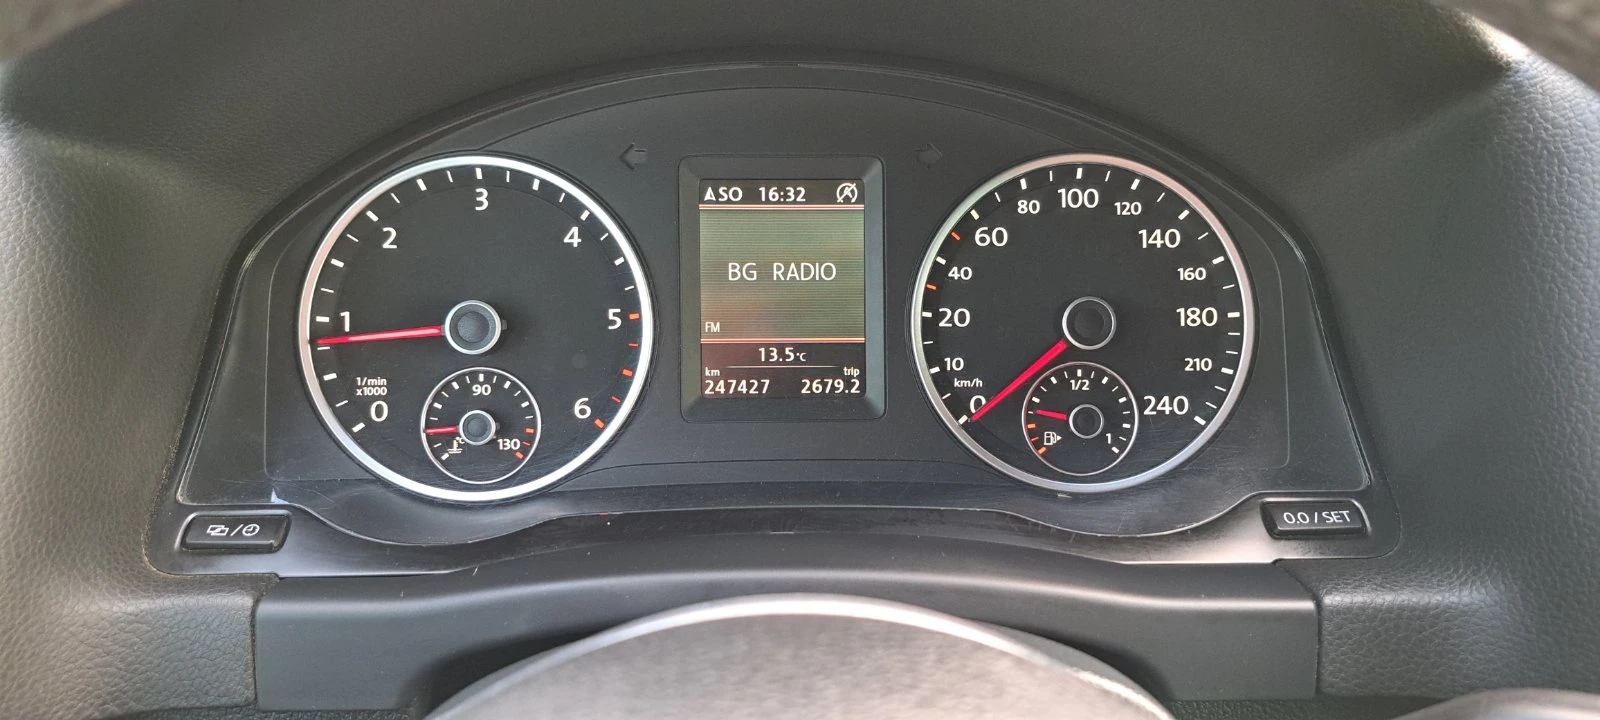 ASO 16:32
BG RADIO
FM
13.5°C
km trip
247427 2679.2
0
1
2
3
4
5
6
1/min
x1000
90
130
°C
0
10
20
40
60
80
100
120
140
160
180
210
240
km/h
1/2
1
0.0 / SET